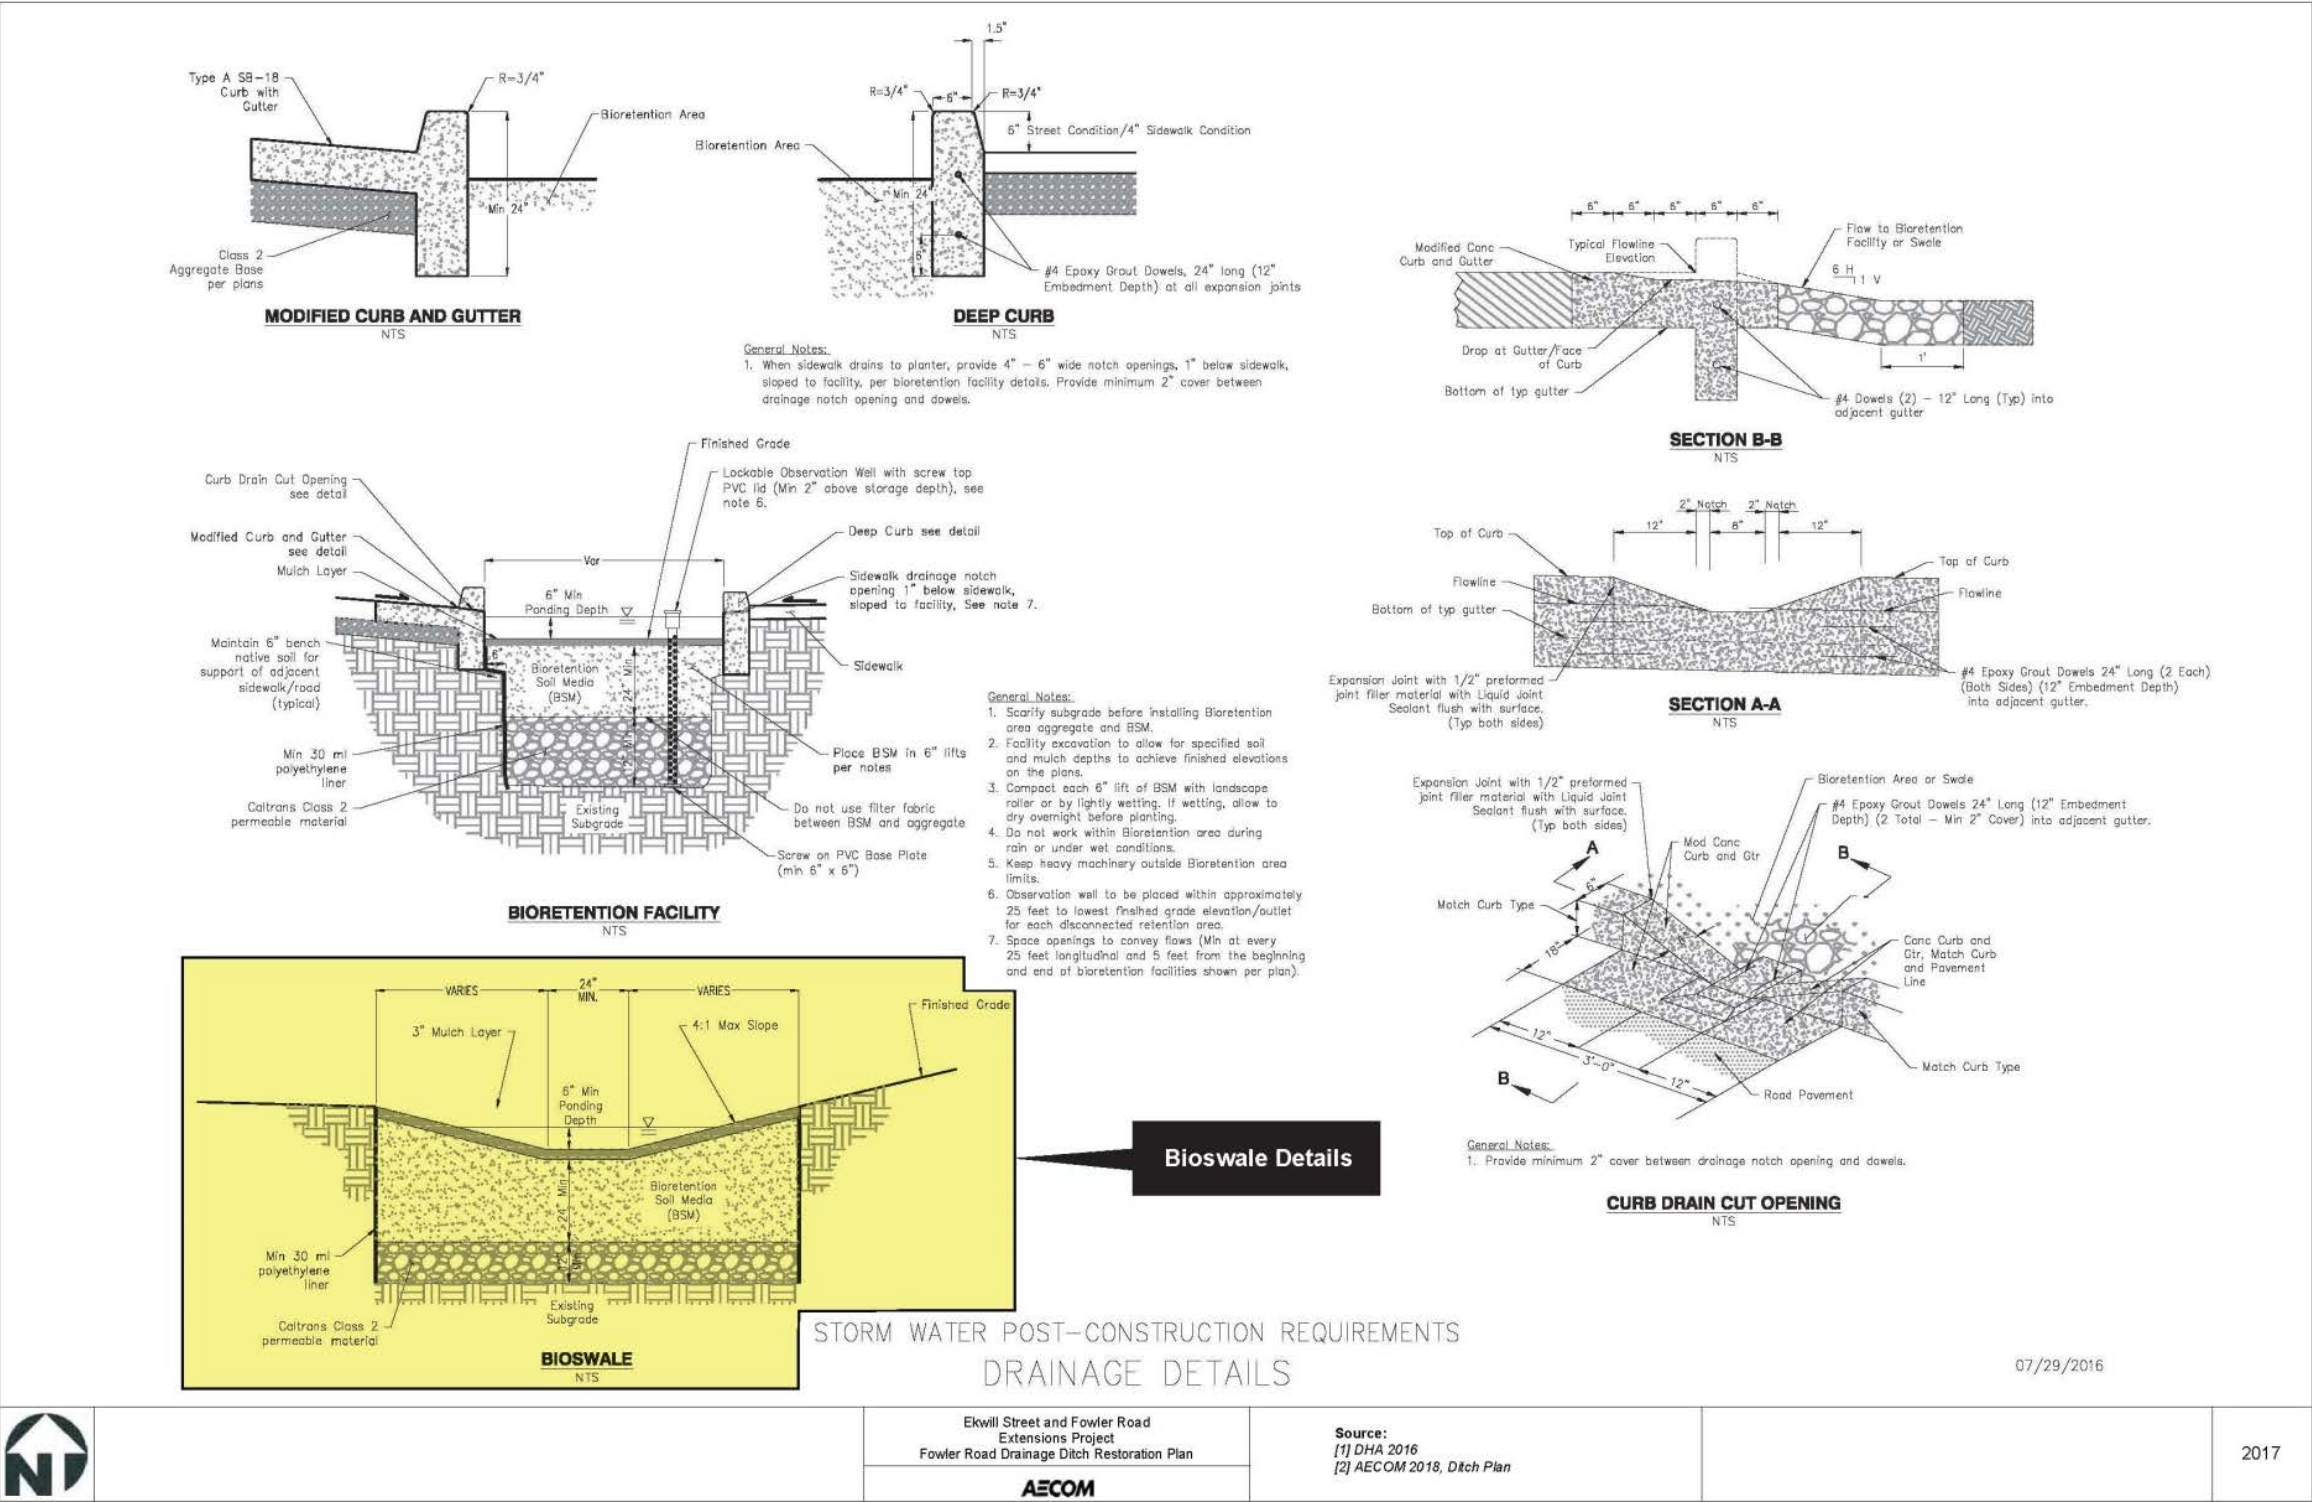 Type A SB-18
Curb with
Gutter
R=3/4"
Bioretention Area
Min 24"
Class 2
Aggregate Base
per plans
MODIFIED CURB AND GUTTER
NTS
1.5"
R=3/4"
6"
R=3/4"
6" Street Condition/4" Sidewalk Condition
Bioretention Area
Min 24"
6"
#4 Epoxy Grout Dowels, 24" long (12"
Embedment Depth) at all expansion joints
DEEP CURB
NTS
General Notes:
1. When sidewalk drains to planter, provide 4" - 6" wide notch openings, 1" below sidewalk,
sloped to facility, per bioretention facility details. Provide minimum 2" cover between
drainage notch opening and dowels.
6" 6" 6" 6" 6"
Flow to Bioretention
Facility or Swale
Modified Conc
Curb and Gutter
Typical Flowline
Elevation
6 H
1 V
Drop at Gutter/Face
of Curb
1'
Bottom of typ gutter
#4 Dowels (2) - 12" Long (Typ) into
adjacent gutter
SECTION B-B
NTS
Finished Grade
Curb Drain Cut Opening
see detail
Lockable Observation Well with screw top
PVC lid (Min 2" above storage depth), see
note 6.
Modified Curb and Gutter
see detail
Mulch Layer
Deep Curb see detail
Var
6" Min
Ponding Depth
Sidewalk drainage notch
opening 1" below sidewalk,
sloped to facility, See note 7.
Maintain 6" bench
native soil for
support of adjacent
sidewalk/road
(typical)
6"
Bioretention
Soil Media
(BSM)
24" Min
Sidewalk
Min 30 ml
polyethylene
liner
12" Min
Place BSM in 6" lifts
per notes
Caltrans Class 2
permeable material
Existing
Subgrade
Do not use filter fabric
between BSM and aggregate
Screw on PVC Base Plate
(min 6" x 6")
BIORETENTION FACILITY
NTS
General Notes:
1. Scarify subgrade before installing Bioretention
area aggregate and BSM.
2. Facility excavation to allow for specified soil
and mulch depths to achieve finished elevations
on the plans.
3. Compact each 6" lift of BSM with landscape
roller or by lightly wetting. If wetting, allow to
dry overnight before planting.
4. Do not work within Bioretention area during
rain or under wet conditions.
5. Keep heavy machinery outside Bioretention area
limits.
6. Observation well to be placed within approximately
25 feet to lowest finsihed grade elevation/outlet
for each disconnected retention area.
7. Space openings to convey flows (Min at every
25 feet longitudinal and 5 feet from the beginning
and end of bioretention facilities shown per plan).
2" Notch 2" Notch
12" 8" 12"
Top of Curb
Top of Curb
Flowline
Flowline
Bottom of typ gutter
Expansion Joint with 1/2" preformed
joint filler material with Liquid Joint
Sealant flush with surface.
(Typ both sides)
#4 Epoxy Grout Dowels 24" Long (2 Each)
(Both Sides) (12" Embedment Depth)
into adjacent gutter.
SECTION A-A
NTS
Expansion Joint with 1/2" preformed
joint filler material with Liquid Joint
Sealant flush with surface.
(Typ both sides)
Bioretention Area or Swale
#4 Epoxy Grout Dowels 24" Long (12" Embedment
Depth) (2 Total - Min 2" Cover) into adjacent gutter.
A
Mod Conc
Curb and Gtr
B
6"
Match Curb Type
18"
Conc Curb and
Gtr, Match Curb
and Pavement
Line
12"
3'-0"
12"
Match Curb Type
B
Road Pavement
General Notes:
1. Provide minimum 2" cover between drainage notch opening and dowels.
CURB DRAIN CUT OPENING
NTS
VARIES
24"
MIN.
VARIES
Finished Grade
3" Mulch Layer
4:1 Max Slope
6" Min
Ponding
Depth
24" Min
Bioretention
Soil Media
(BSM)
Min 30 ml
polyethylene
liner
12"
Min
Caltrans Class 2
permeable material
Existing
Subgrade
BIOSWALE
NTS
Bioswale Details
STORM WATER POST-CONSTRUCTION REQUIREMENTS
DRAINAGE DETAILS
07/29/2016
N
Ekwill Street and Fowler Road
Extensions Project
Fowler Road Drainage Ditch Restoration Plan
AECOM
Source:
[1] DHA 2016
[2] AECOM 2018, Ditch Plan
2017